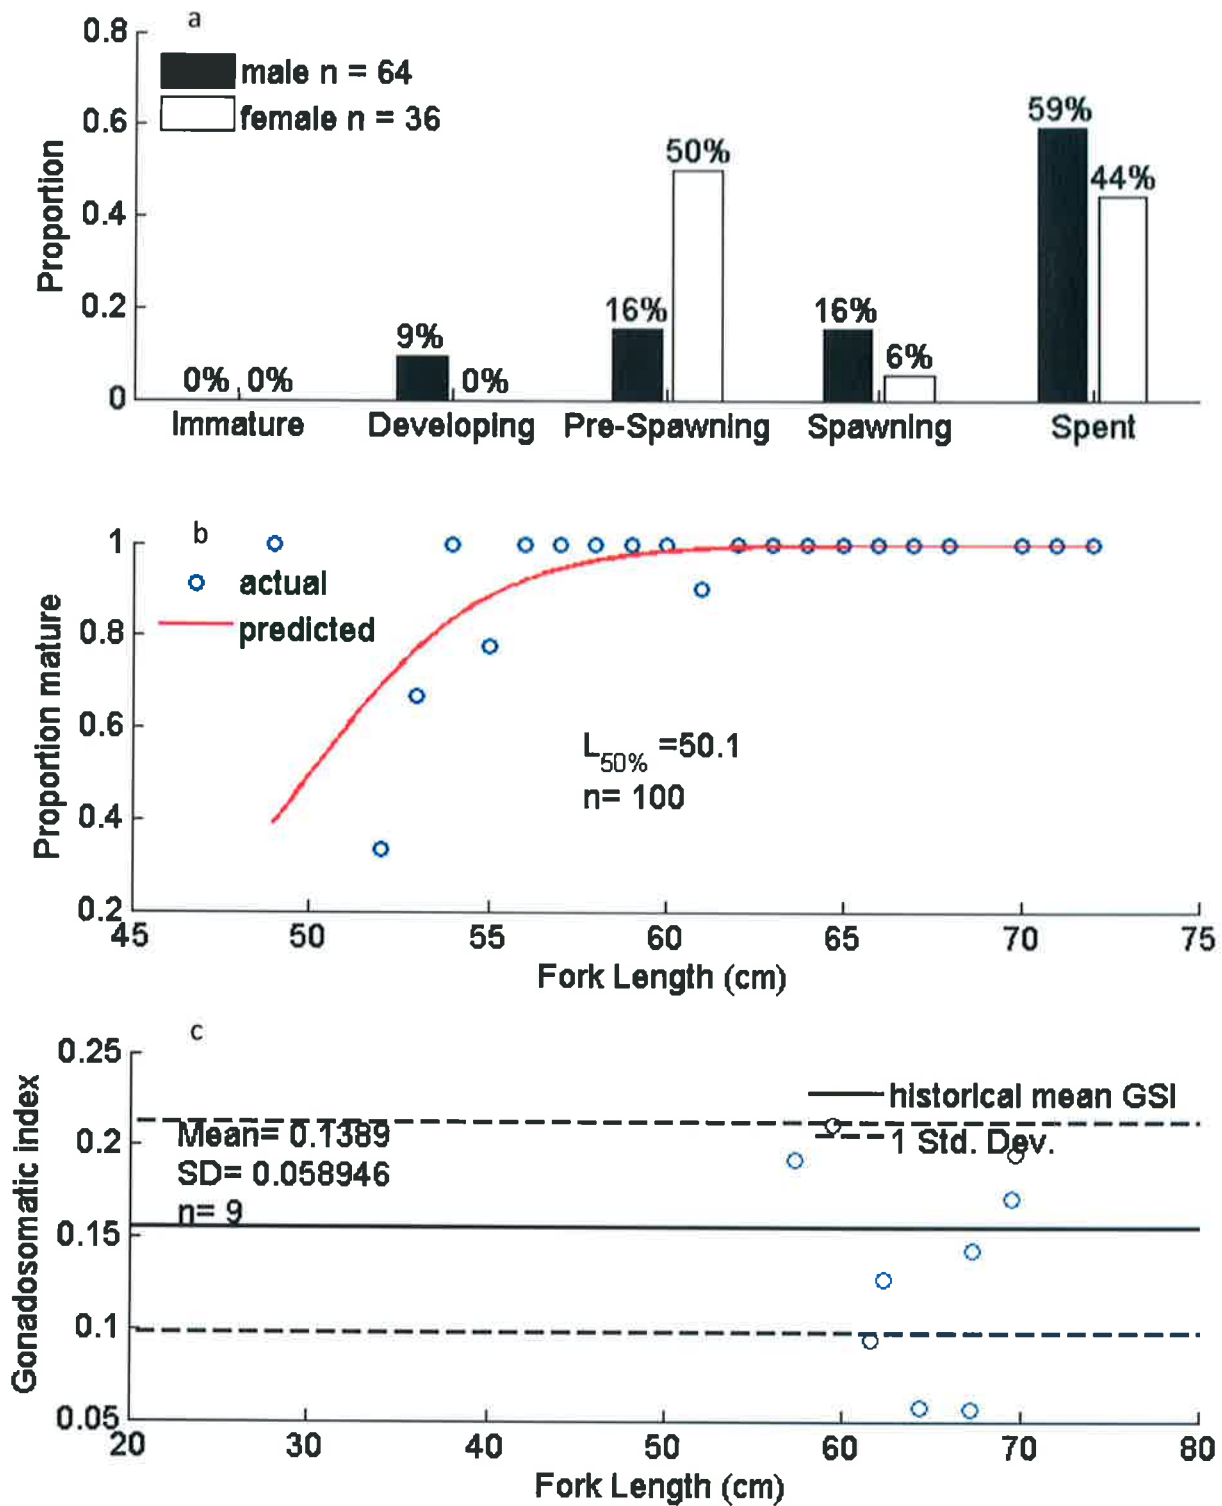 a
0.8
male n = 64
female n = 36
0.6
0.4
0.2
0
Proportion
0% 0%
9%
0%
16%
50%
16%
6%
59%
44%
Immature Developing Pre-Spawning Spawning Spent
b
1
actual
predicted
0.8
0.6
0.4
0.2
Proportion mature
L50% =50.1
n= 100
45 50 55 60 65 70 75
Fork Length (cm)
c
0.25
0.2
0.15
0.1
0.05
Gonadosomatic index
historical mean GSI
1 Std. Dev.
Mean= 0.1389
SD= 0.058946
n= 9
20 30 40 50 60 70 80
Fork Length (cm)